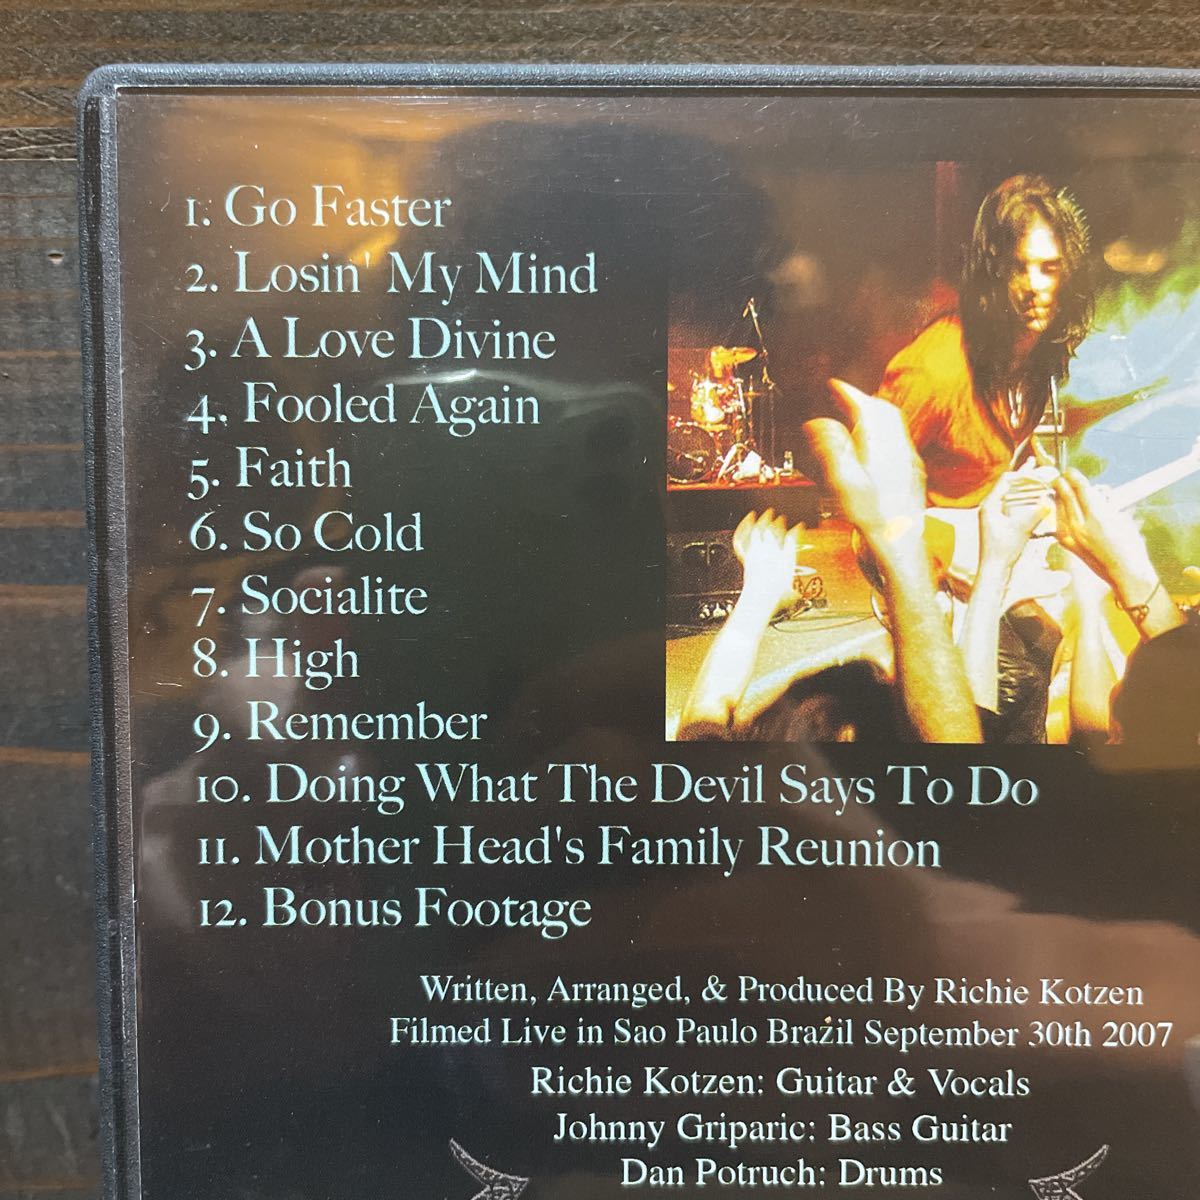 1. Go Faster
2. Losin' My Mind
3. A Love Divine
4. Fooled Again
5. Faith
6. So Cold
7. Socialite
8. High
9. Remember
10. Doing What The Devil Says To Do
11. Mother Head's Family Reunion
12. Bonus Footage
Written, Arranged, & Produced By Richie Kotzen
Filmed Live in Sao Paulo Brazil September 30th 2007
Richie Kotzen: Guitar & Vocals
Johnny Griparic: Bass Guitar
Dan Potruch: Drums